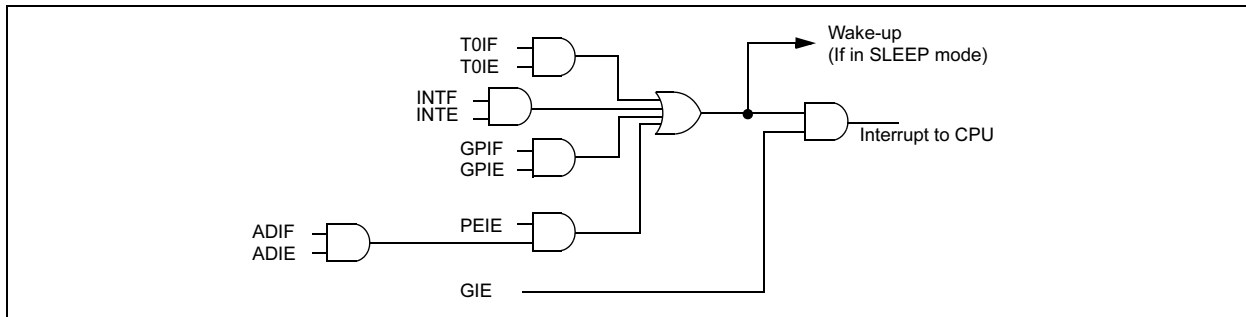 Wake-up
(If in SLEEP mode)
T0IF
T0IE
INTF
INTE
GPIF
GPIE
PEIE
ADIF
ADIE
GIE
Interrupt to CPU